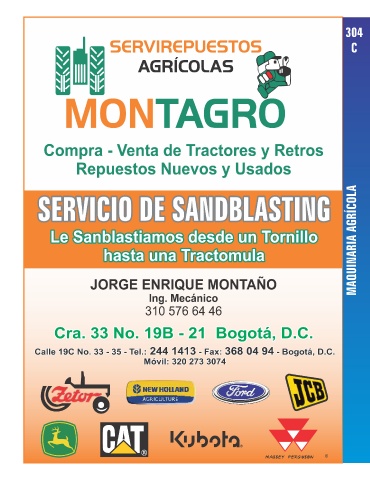 304
C
SERVIREPUESTOS
AGRÍCOLAS
MONTAGRO
Compra - Venta de Tractores y Retros
Repuestos Nuevos y Usados
SERVICIO DE SANDBLASTING
Le Sanblastiamos desde un Tornillo
hasta una Tractomula
JORGE ENRIQUE MONTAÑO
Ing. Mecánico
310 576 64 46
Cra. 33 No. 19B - 21 Bogotá, D.C.
Calle 19C No. 33 - 35 - Tel.: 244 1413 - Fax: 368 04 94 - Bogotá, D.C.
Móvil: 320 273 3074
MAQUINARIA AGRÍCOLA
Zetor
NEW HOLLAND
AGRICULTURE
Ford
JCB
CAT
Kubota
MASSEY FERGUSON